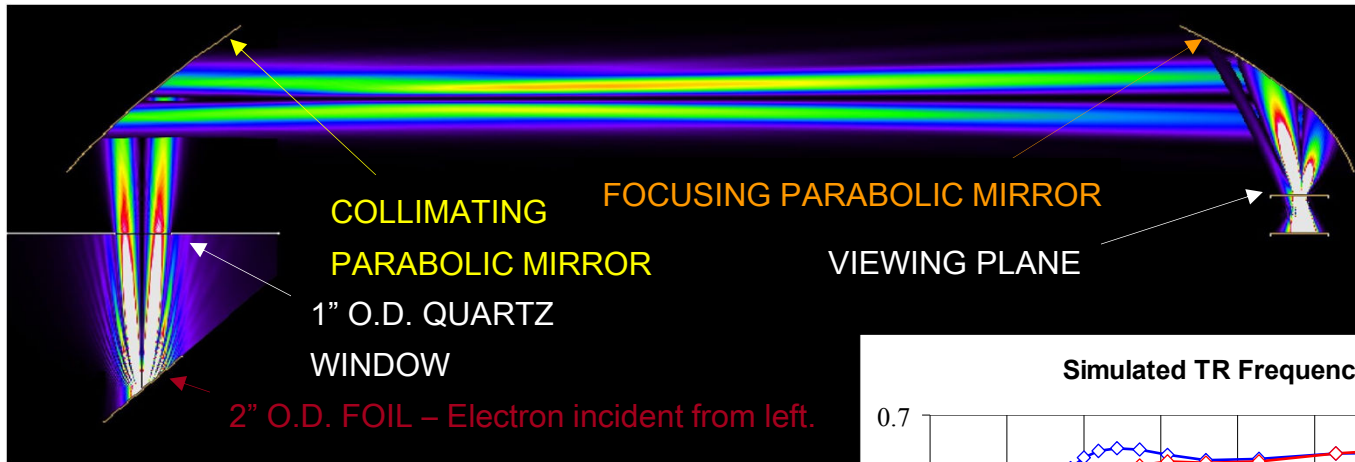 COLLIMATING
PARABOLIC MIRROR
FOCUSING PARABOLIC MIRROR
VIEWING PLANE
1” O.D. QUARTZ
WINDOW
2” O.D. FOIL – Electron incident from left.
Simulated TR Frequenc
0.7